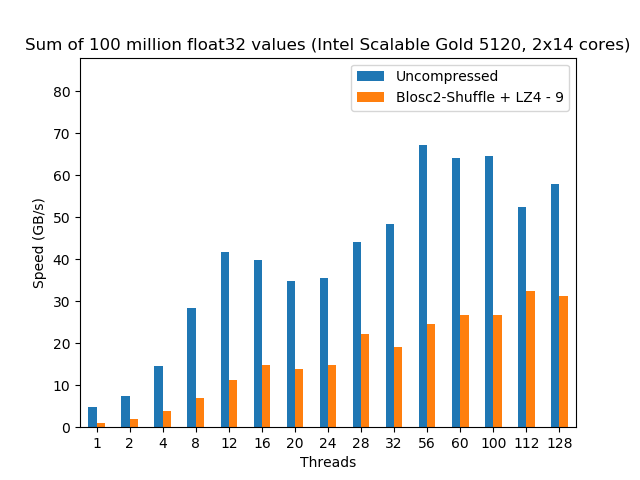 Sum of 100 million float32 values (Intel Scalable Gold 5120, 2x14 cores)
Uncompressed
Blosc2-Shuffle + LZ4 - 9
Speed (GB/s)
80
70
60
50
40
30
20
10
0
1 2 4 8 12 16 20 24 28 32 56 60 100 112 128
Threads